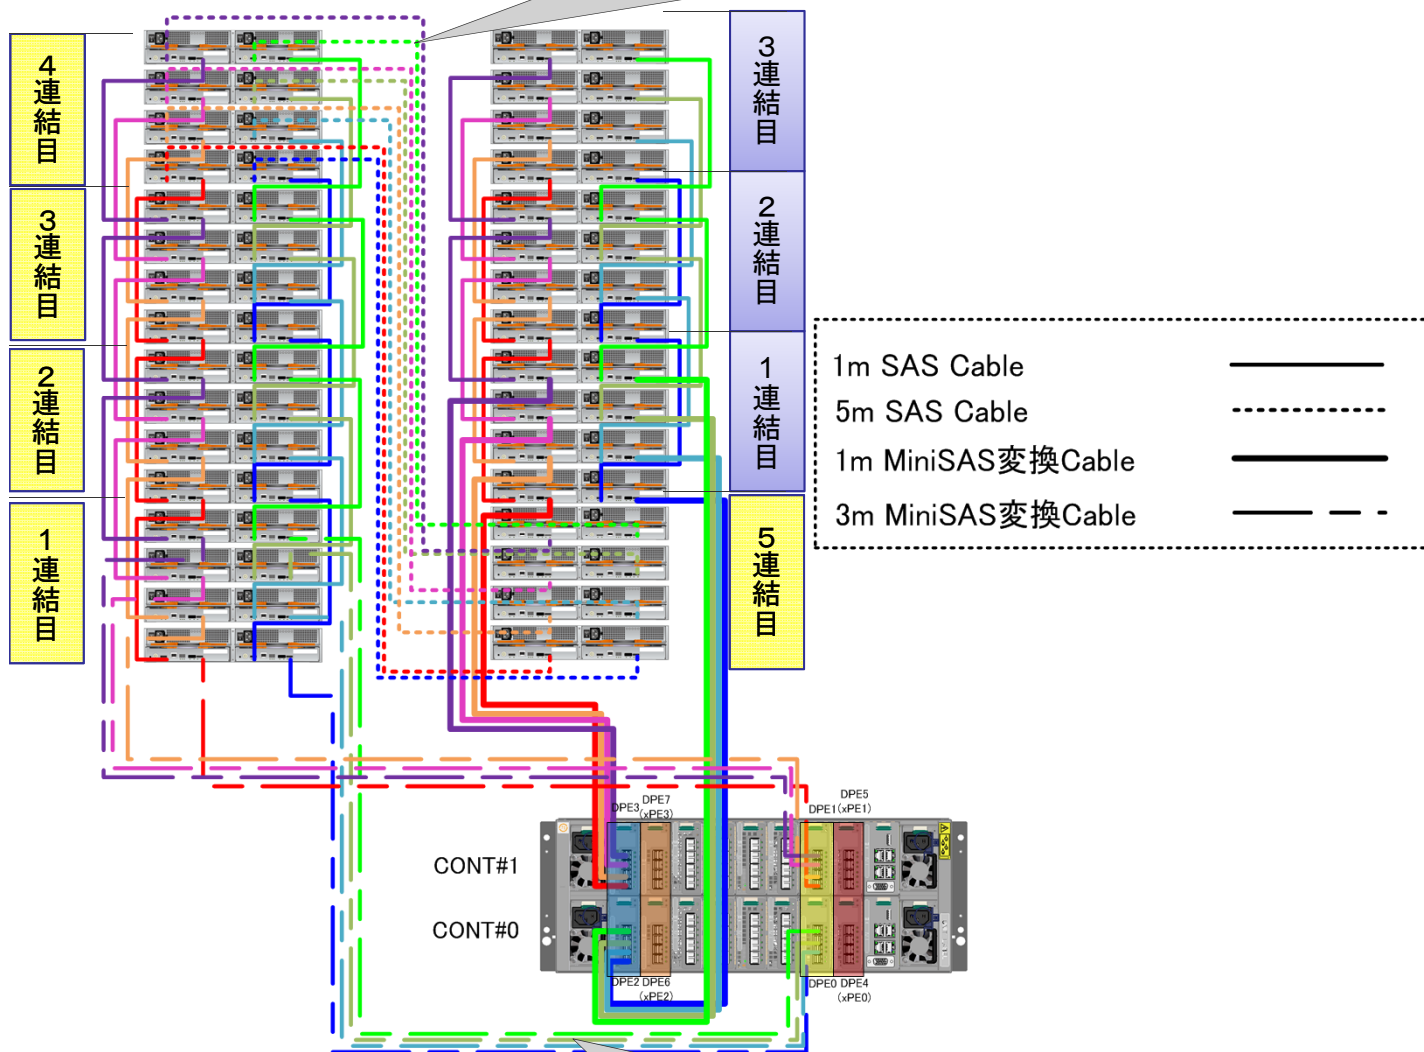 4連結目
3連結目
2連結目
1連結目
3連結目
2連結目
1連結目
5連結目
1m SAS Cable
5m SAS Cable
1m MiniSAS変換Cable
3m MiniSAS変換Cable
DPE3
DPE7
(xPE3)
DPE1
DPE5
(xPE1)
CONT#1
CONT#0
DPE2
DPE6
(xPE2)
DPE0
DPE4
(xPE0)